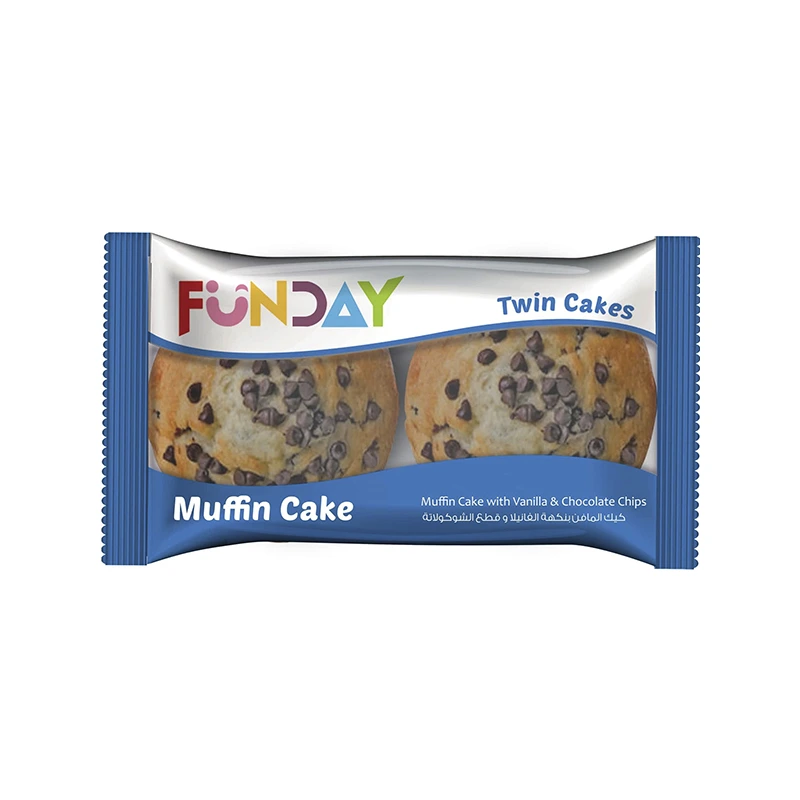 FUNDAY
Twin Cakes
Muffin Cake
Muffin Cake with Vanilla & Chocolate Chips
كيك المافن بنكهة الفانيلا و قطع الشوكولاتة